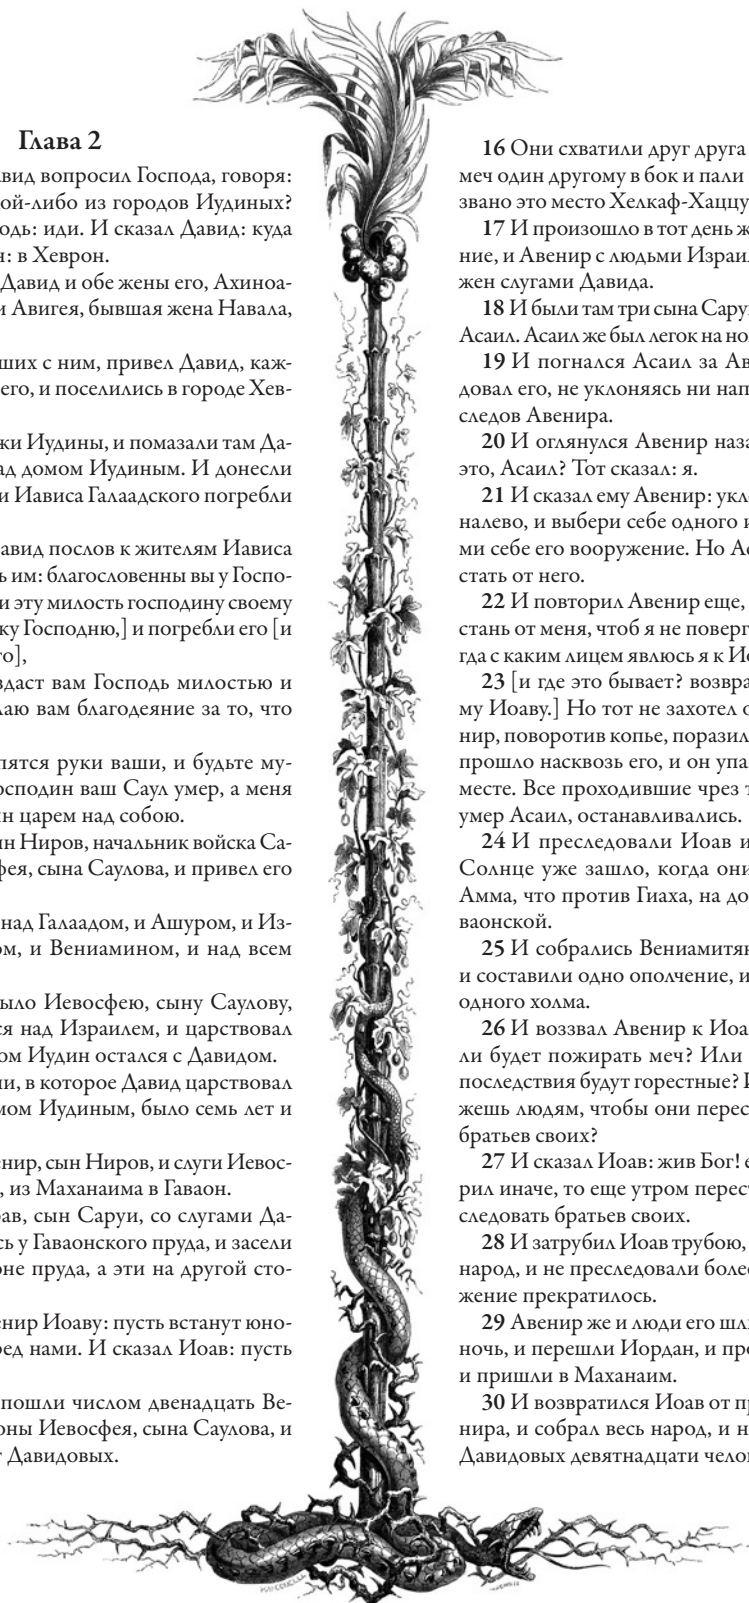 Глава 2
вид вопросил Господа, говоря:
ой-либо из городов Иудиных?
одь: иди. И сказал Давид: куда
н: в Хеврон.
Давид и обе жены его, Ахиноа-
и Авигея, бывшая жена Навала,
ших с ним, привел Давид, каж-
его, и поселились в городе Хев-
жи Иудины, и помазали там Да-
ад домом Иудиным. И донесли
и Иависа Галаадского погребли
авид послов к жителям Иависа
ь им: благословенны вы у Госпо-
и эту милость господину своему
ку Господню,] и погребли его [и
го],
здаст вам Господь милостью и
лаю вам благодеяние за то, что
пятся руки ваши, и будьте му-
осподин ваш Саул умер, а меня
ин царем над собою.
ын Ниров, начальник войска Са-
фея, сына Саулова, и привел его
над Галаадом, и Ашуром, и Из-
ом, и Вениамином, и над всем
ыло Иевосфею, сыну Саулову,
ся над Израилем, и царствовал
ом Иудин остался с Давидом.
ни, в которое Давид царствовал
мом Иудиным, было семь лет и
енир, сын Ниров, и слуги Иевос-
, из Маханаима в Гаваон.
ав, сын Саруи, со слугами Да-
сь у Гаваонского пруда, и засели
оне пруда, а эти на другой сто-
енир Иоаву: пусть встанут юно-
ред нами. И сказал Иоав: пусть
пошли числом двенадцать Ве-
оны Иевосфея, сына Саулова, и
г Давидовых.
16 Они схватили друг друга
меч один другому в бок и пали
звано это место Хелкаф-Хаццу
17 И произошло в тот день ж
ние, и Авенир с людьми Израил
жен слугами Давида.
18 И были там три сына Саруи
Асаил. Асаил же был легок на но
19 И погнался Асаил за Ав
довал его, не уклоняясь ни нап
следов Авенира.
20 И оглянулся Авенир наза
это, Асаил? Тот сказал: я.
21 И сказал ему Авенир: укло
налево, и выбери себе одного и
ми себе его вооружение. Но Ас
стать от него.
22 И повторил Авенир еще,
стань от меня, чтоб я не поверг
гда с каким лицем явлюсь я к Ио
23 [и где это бывает? возвра
му Иоаву.] Но тот не захотел о
нир, поворотив копье, поразил
прошло насквозь его, и он упал
месте. Все проходившие чрез т
умер Асаил, останавливались.
24 И преследовали Иоав и
Солнце уже зашло, когда они
Амма, что против Гиаха, на до
ваонской.
25 И собрались Вениамитян
и составили одно ополчение, и
одного холма.
26 И воззвал Авенир к Иоа
ли будет пожирать меч? Или
последствия будут горестные? И
жешь людям, чтобы они перес
братьев своих?
27 И сказал Иоав: жив Бог! е
рил иначе, то еще утром перест
следовать братьев своих.
28 И затрубил Иоав трубою,
народ, и не преследовали более
жение прекратилось.
29 Авенир же и люди его шли
ночь, и перешли Иордан, и про
и пришли в Маханаим.
30 И возвратился Иоав от пр
нира, и собрал весь народ, и н
Давидовых девятнадцати челов